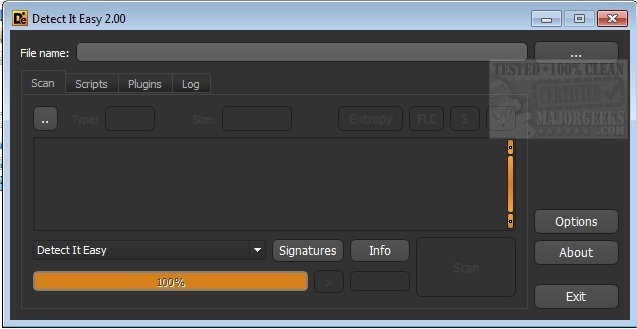 De Detect It Easy 2.00
File name: ...
TESTED ★ 100% CLEAN
CERTIFIED
MAJORGEEKS
.COM
Scan Scripts Plugins Log
.. Type: Size: Entropy FLC S
Options
Detect It Easy Signatures Info
About
Scan
100% >
Exit